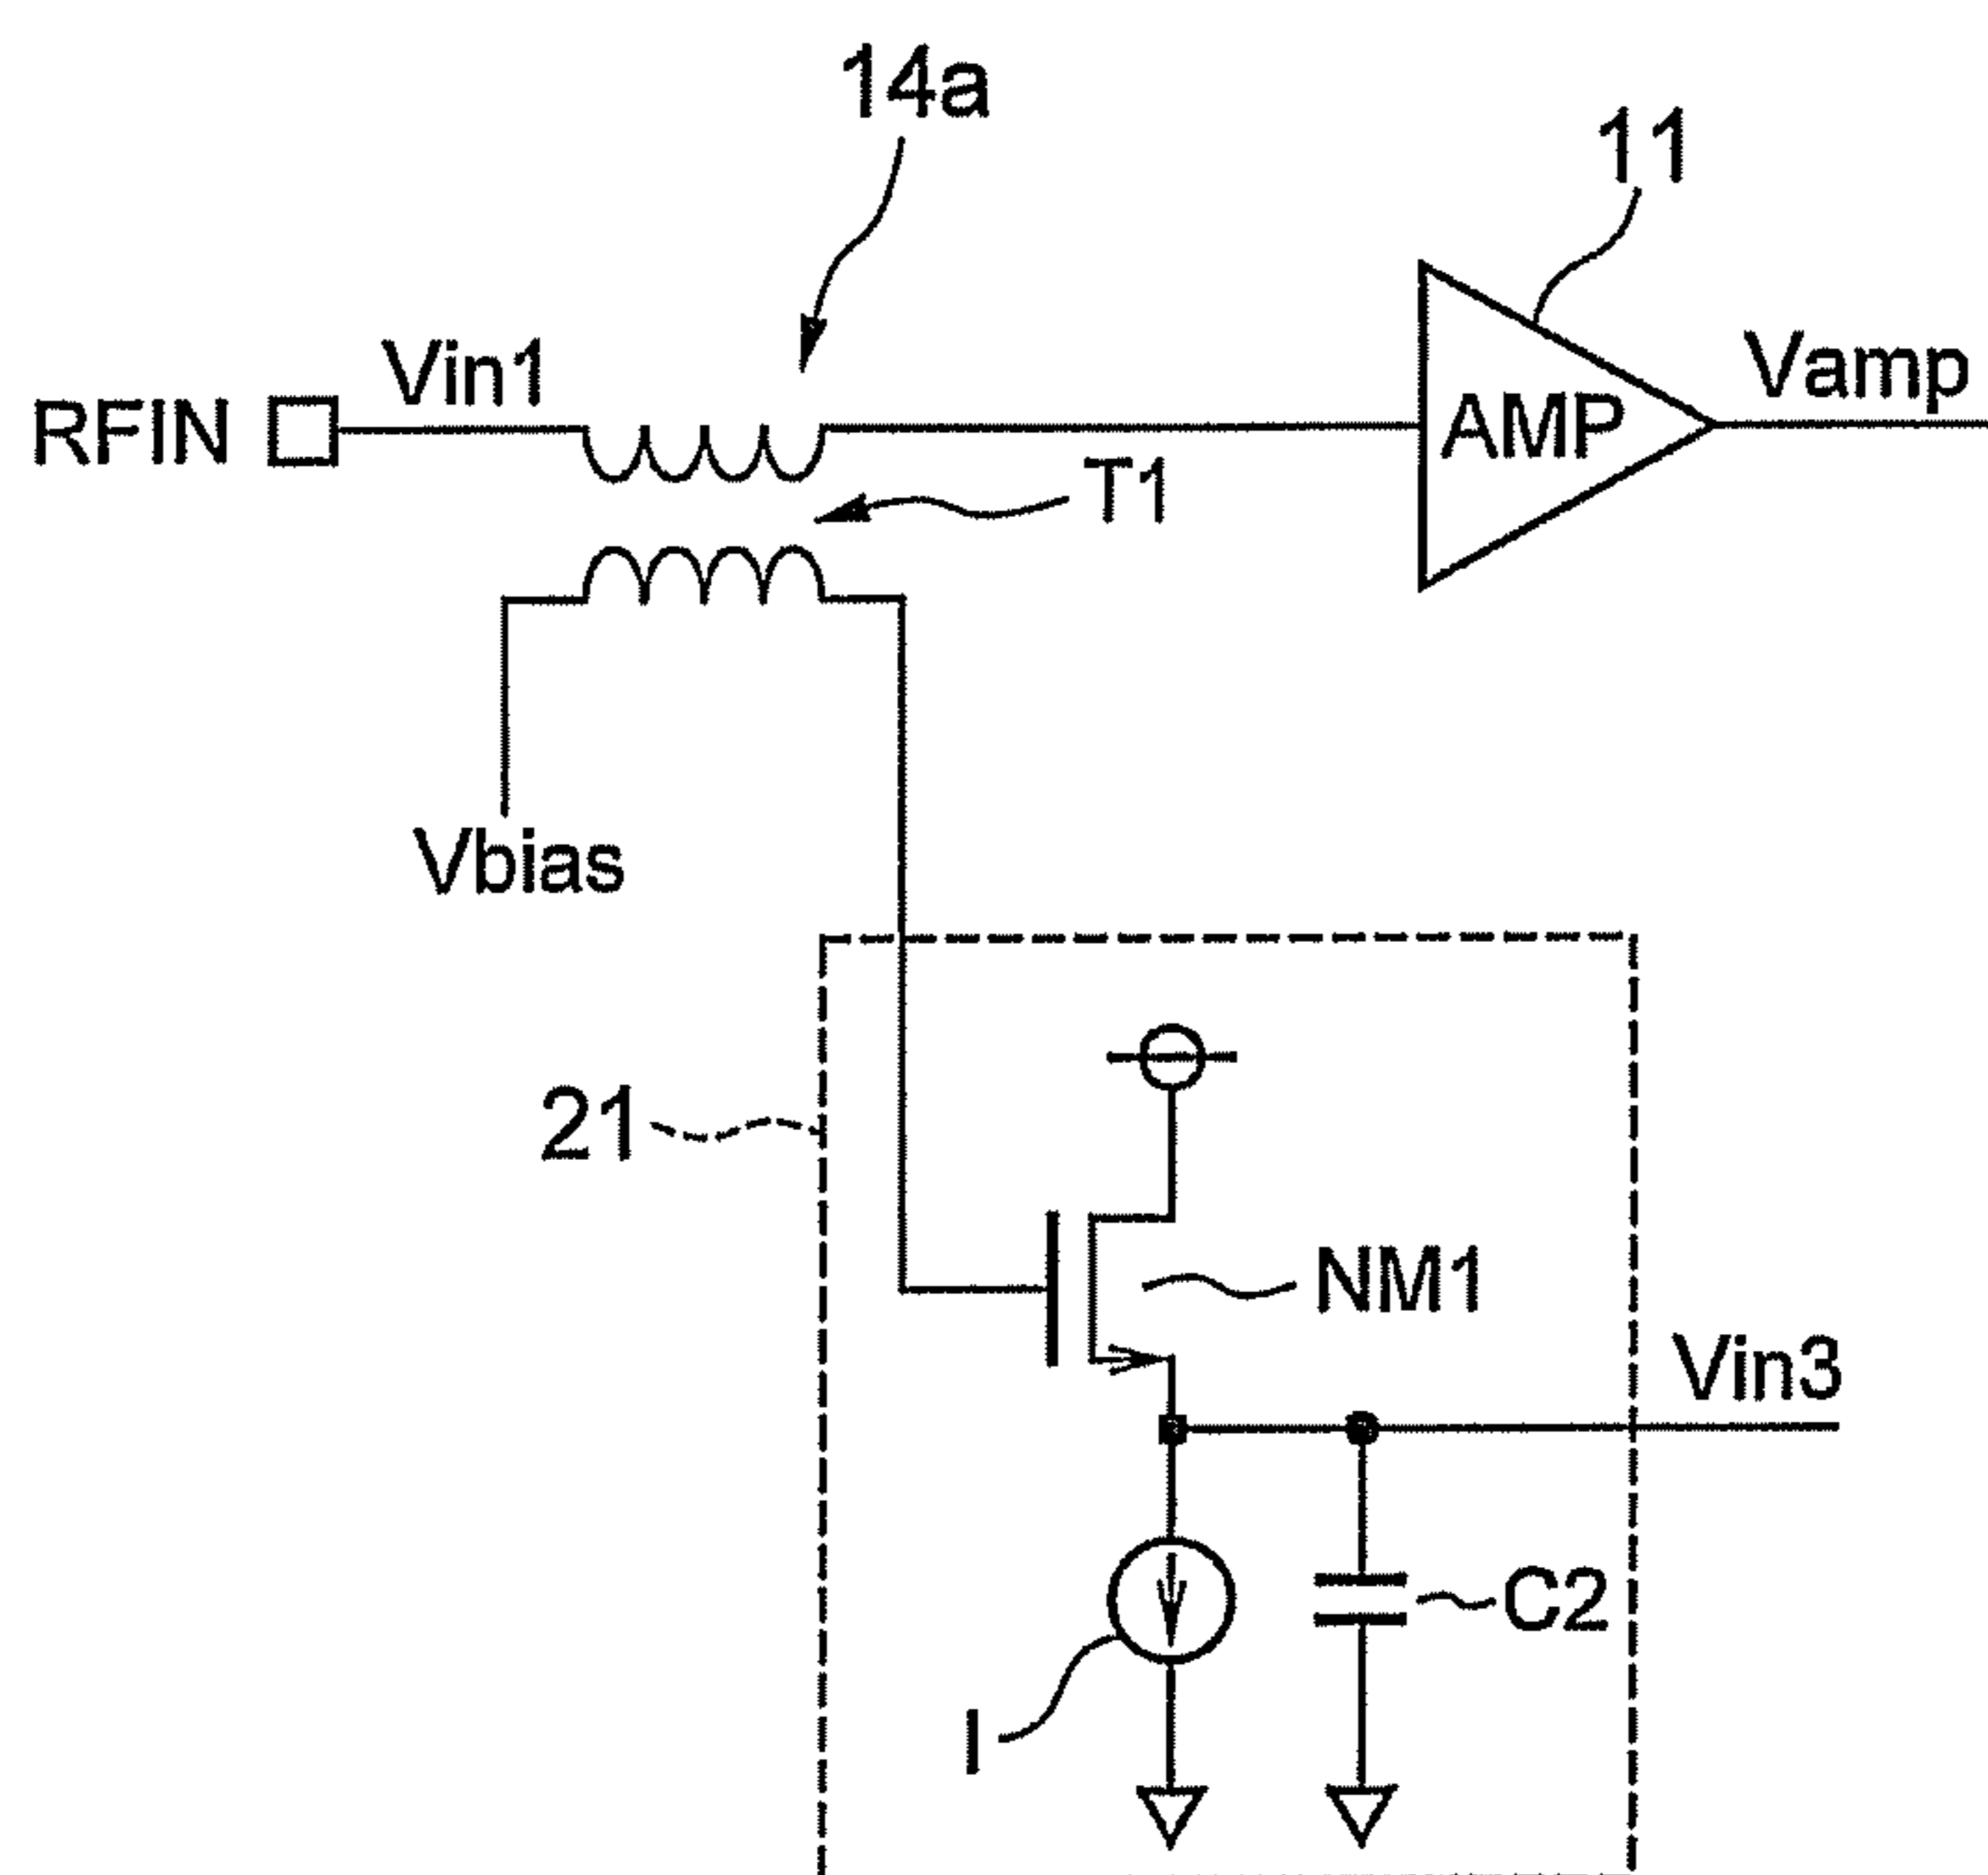 14a
11
Vin1
RFIN
AMP
Vamp
T1
Vbias
21
NM1
Vin3
C2
I